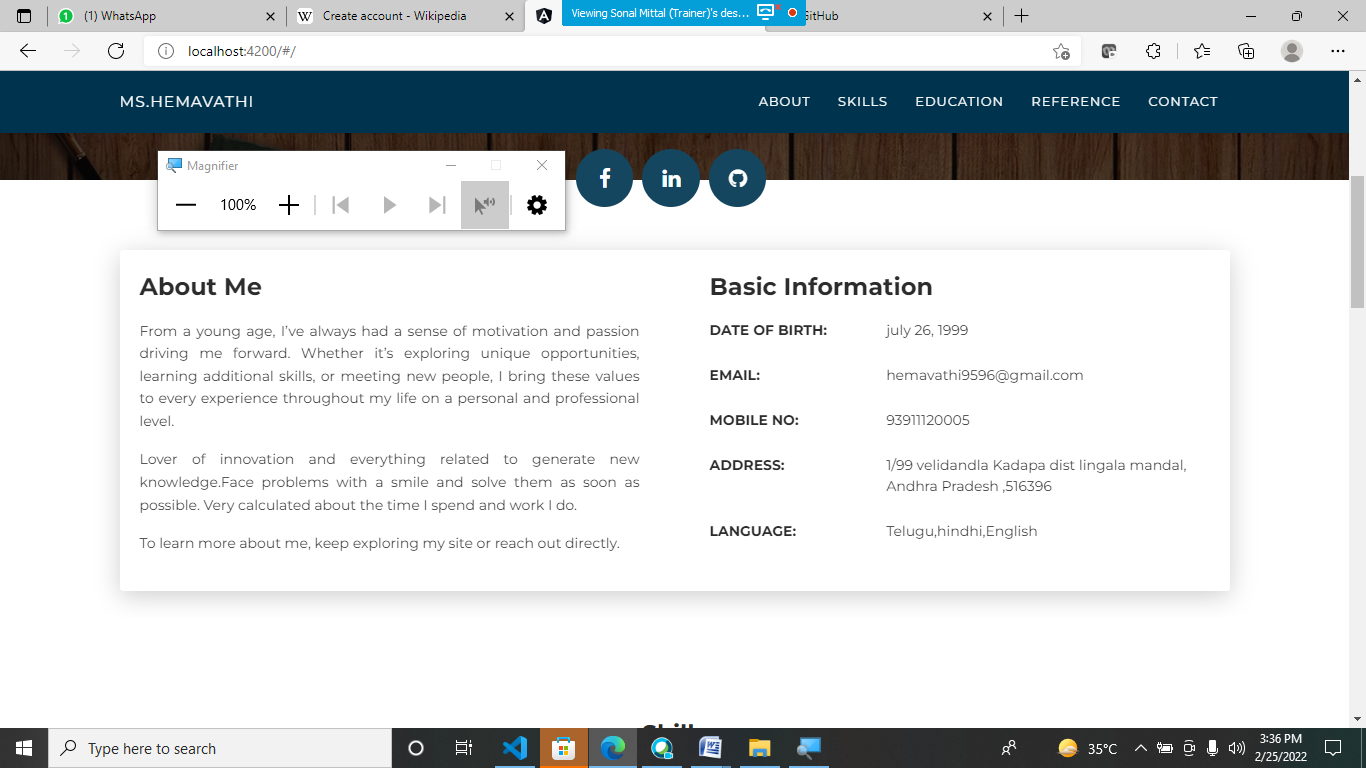 (1) WhatsApp
Create account - Wikipedia
Viewing Sonal Mittal (Trainer)'s des...
GitHub
localhost:4200/#/
MS.HEMAVATHI
ABOUT SKILLS EDUCATION REFERENCE CONTACT
Magnifier
100%
About Me
From a young age, I’ve always had a sense of motivation and passion
driving me forward. Whether it’s exploring unique opportunities,
learning additional skills, or meeting new people, I bring these values
to every experience throughout my life on a personal and professional
level.
Lover of innovation and everything related to generate new
knowledge.Face problems with a smile and solve them as soon as
possible. Very calculated about the time I spend and work I do.
To learn more about me, keep exploring my site or reach out directly.
Basic Information
DATE OF BIRTH: july 26, 1999
EMAIL: hemavathi9596@gmail.com
MOBILE NO: 93911120005
ADDRESS: 1/99 velidandla Kadapa dist lingala mandal,
Andhra Pradesh ,516396
LANGUAGE: Telugu,hindhi,English
Skill
Type here to search
35°C
3:36 PM
2/25/2022